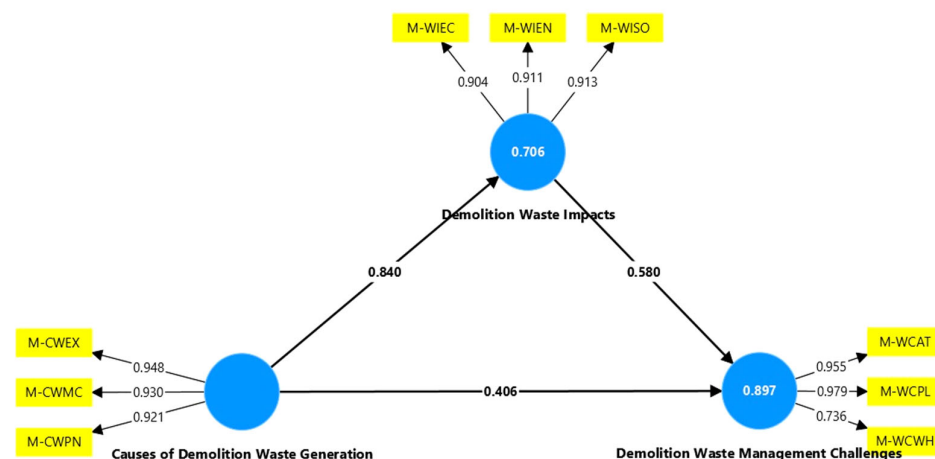 M-WIEC M-WIEN M-WISO
0.904 0.911 0.913
0.706
Demolition Waste Impacts
0.840 0.580
M-CWEX M-WCAT
0.948 0.955
M-CWMC 0.930 0.406 0.897 0.979 M-WCPL
0.921 0.736
M-CWPN M-WCWH
Causes of Demolition Waste Generation Demolition Waste Management Challenges